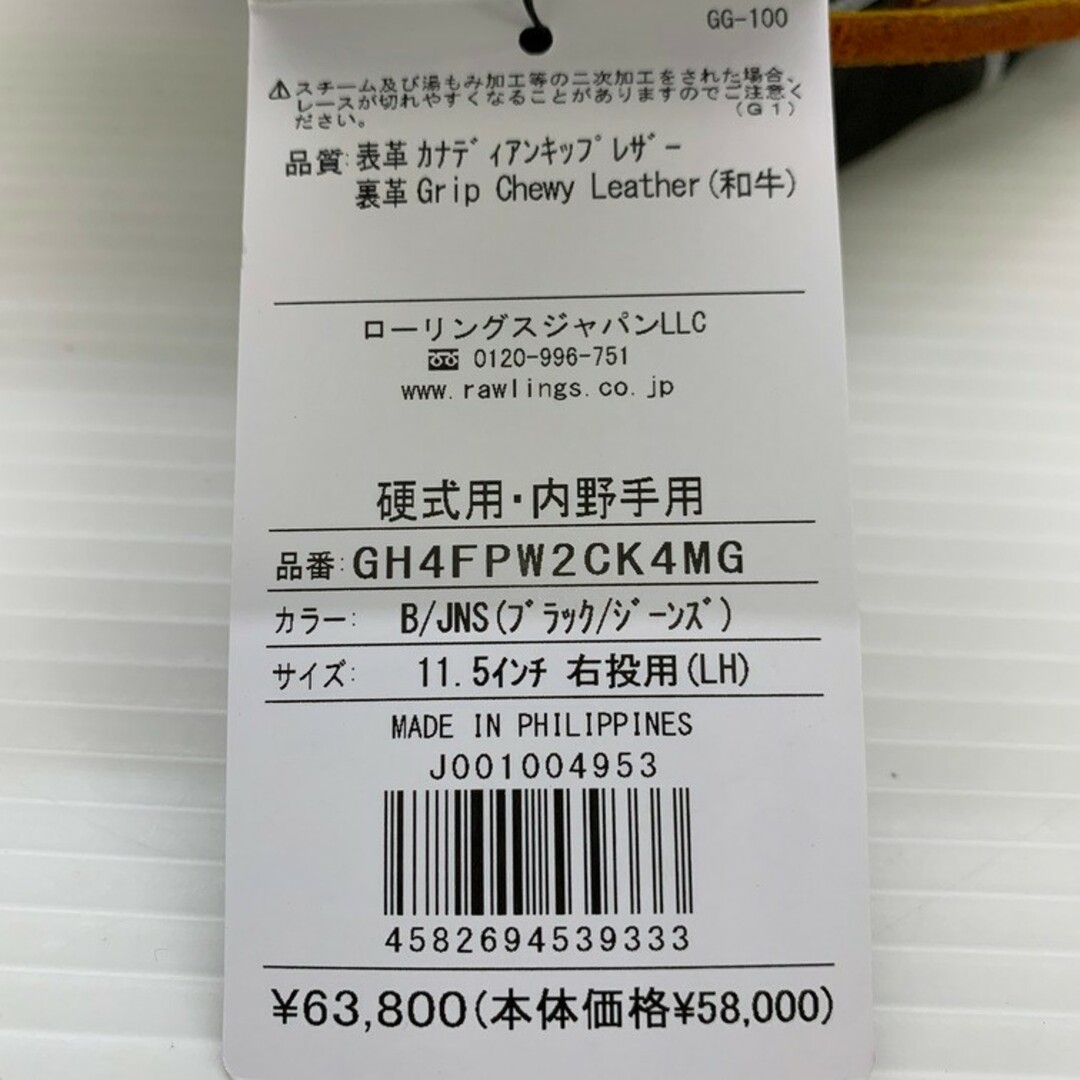 GG-100
⚠スチーム及び湯もみ加工等の二次加工をされた場合、
レースが切れやすくなることがありますのでご注意く
ださい。 (G1)
品質:表革 ｶﾅﾃﾞｨｱﾝｷｯﾌﾟﾚｻﾞｰ
裏革 Grip Chewy Leather(和牛)
ローリングスジャパンLLC
0120-996-751
www.rawlings.co.jp
硬式用・内野手用
品番:GH4FPW2CK4MG
カラー: B/JNS(ﾌﾞﾗｯｸ/ｼﾞｰﾝｽﾞ)
サイズ: 11.5ｲﾝﾁ 右投用(LH)
MADE IN PHILIPPINES
J001004953
4582694539333
¥63,800(本体価格¥58,000)